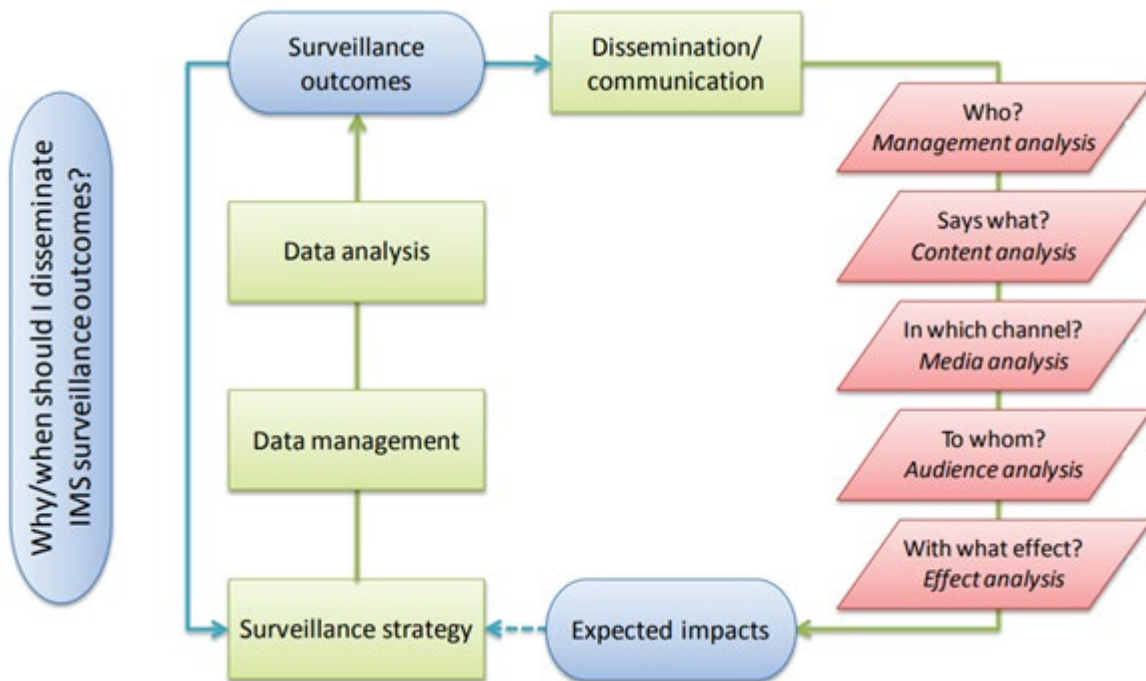 Why/when should I disseminate
IMS surveillance outcomes?
Surveillance
outcomes
Dissemination/
communication
Data analysis
Data management
Surveillance strategy
Who?
Management analysis
Says what?
Content analysis
In which channel?
Media analysis
To whom?
Audience analysis
With what effect?
Effect analysis
Expected impacts